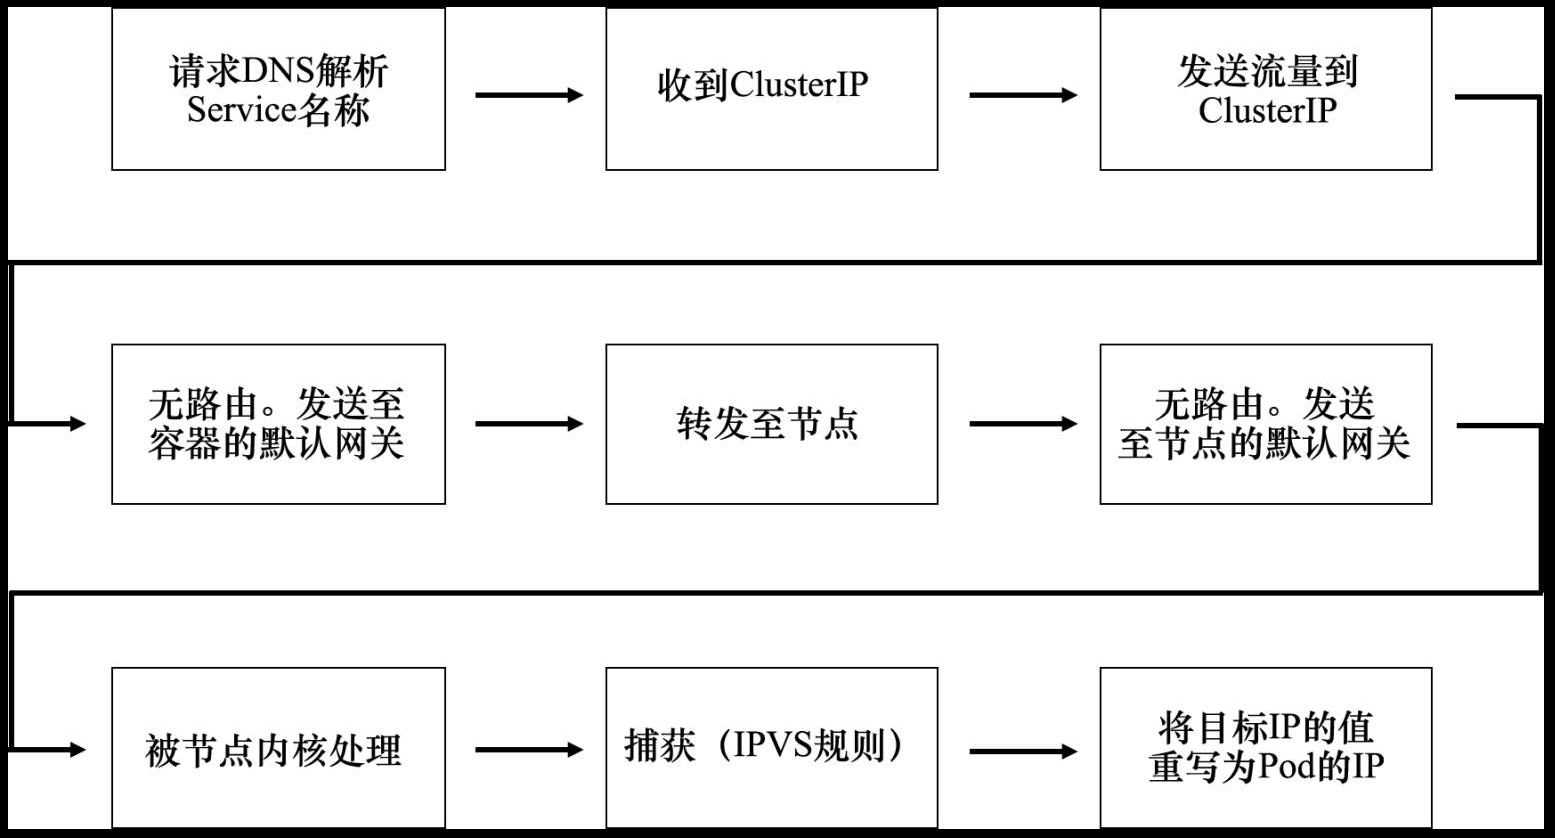 请求DNS解析
Service名称
收到ClusterIP
发送流量到
ClusterIP
无路由。发送至
容器的默认网关
转发至节点
无路由。发送
至节点的默认网关
被节点内核处理
捕获（IPVS规则）
将目标IP的值
重写为Pod的IP